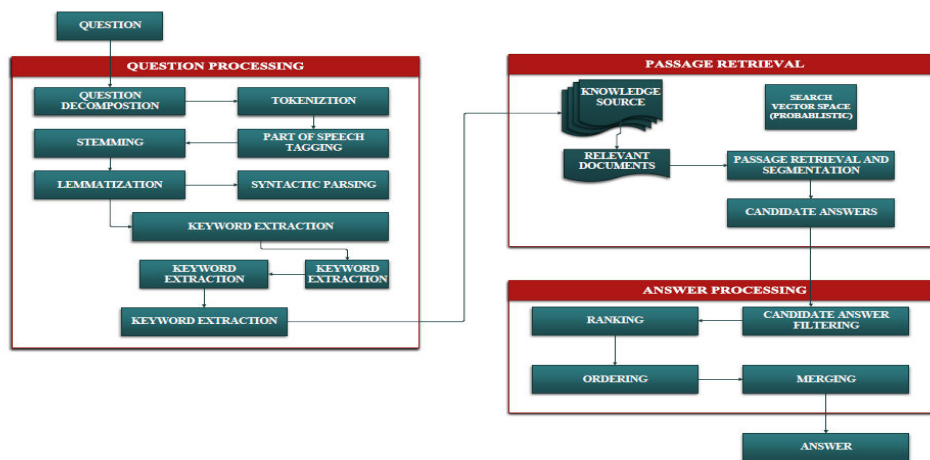 QUESTION
QUESTION PROCESSING
QUESTION
DECOMPOSTION
TOKENIZTION
STEMMING
PART OF SPEECH
TAGGING
LEMMATIZATION
SYNTACTIC PARSING
KEYWORD EXTRACTION
KEYWORD
EXTRACTION
KEYWORD
EXTRACTION
KEYWORD EXTRACTION
PASSAGE RETRIEVAL
KNOWLEDGE
SOURCE
SEARCH
VECTOR SPACE
(PROBABLISTIC)
RELEVANT
DOCUMENTS
PASSAGE RETRIEVAL AND
SEGMENTATION
CANDIDATE ANSWERS
ANSWER PROCESSING
RANKING
CANDIDATE ANSWER
FILTERING
ORDERING
MERGING
ANSWER